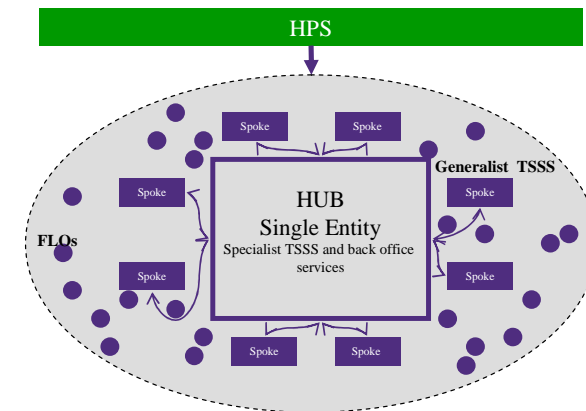 HPS
Spoke
Spoke
Generalist TSSS
Spoke
Spoke
HUB
Single Entity
Specialist TSSS and back office
services
FLOs
Spoke
Spoke
Spoke
Spoke